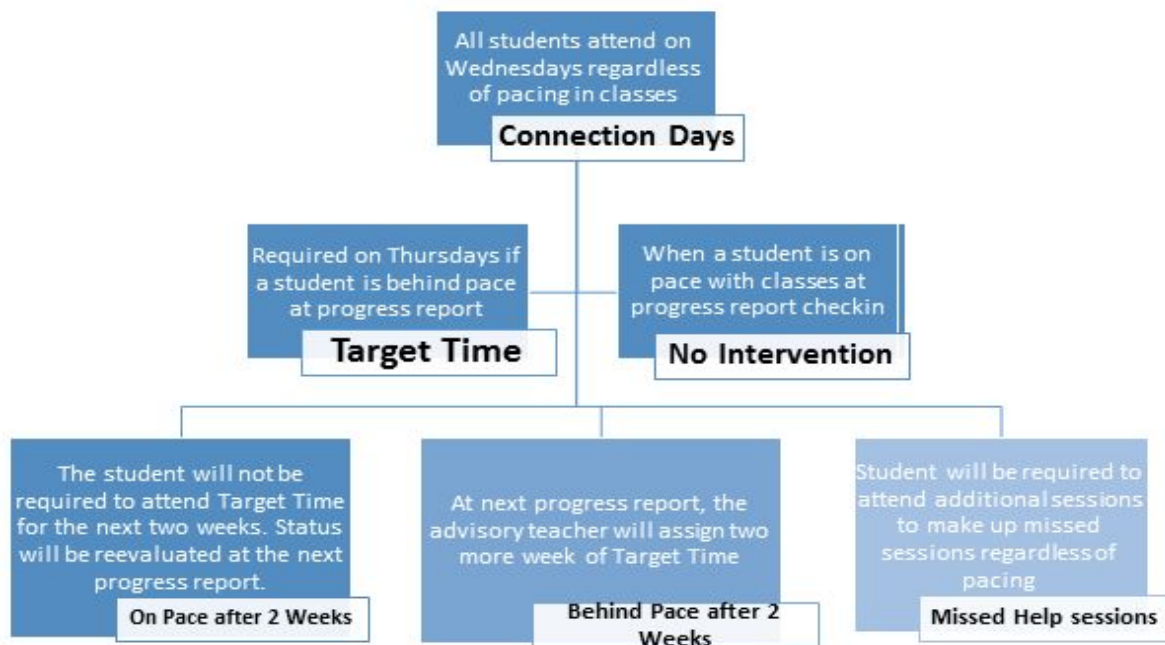 All students attend on
Wednesdays regardless
of pacing in classes
Connection Days
Required on Thursdays if
a student is behind pace
at progress report
Target Time
When a student is on
pace with classes at
progress report checkin
No Intervention
The student will not be
required to attend Target Time
for the next two weeks. Status
will be reevaluated at the next
progress report.
On Pace after 2 Weeks
At next progress report, the
advisory teacher will assign two
more week of Target Time
Behind Pace after 2
Weeks
Student will be required to
attend additional sessions
to make up missed
sessions regardless of
pacing
Missed Help sessions